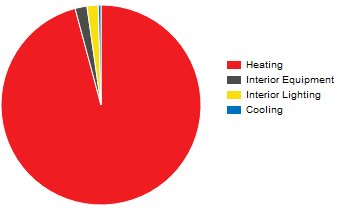 Heating
Interior Equipment
Interior Lighting
Cooling